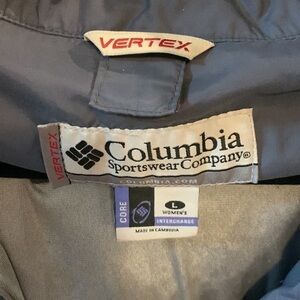 VERTEX
VERTEX
Columbia
Sportswear Company®
COLUMBIA.COM
CORE
L
WOMEN'S
INTERCHANGE
MADE IN CAMBODIA